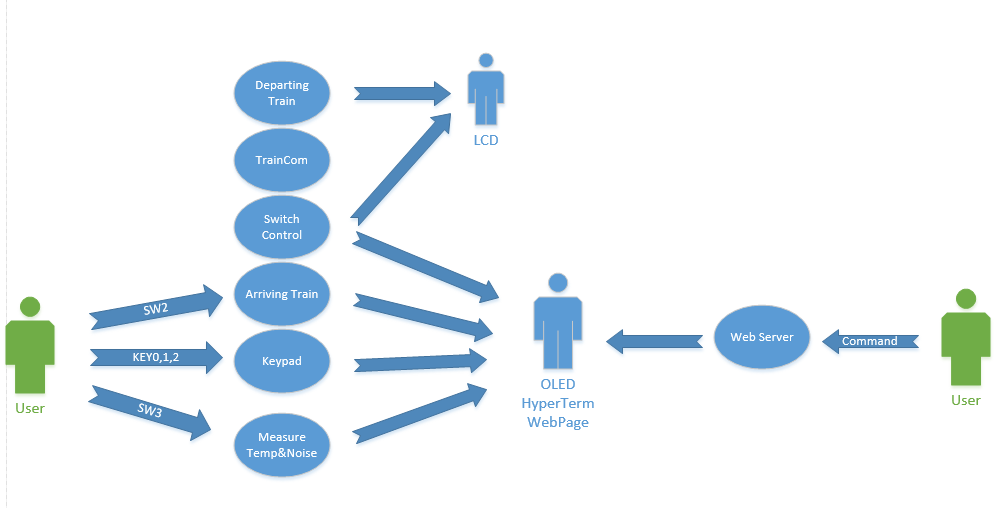 Departing
Train
LCD
TrainCom
Switch
Control
Arriving Train
SW2
KEY0,1,2
Keypad
SW3
User
Measure
Temp&Noise
OLED
HyperTerm
WebPage
Web Server
Command
User